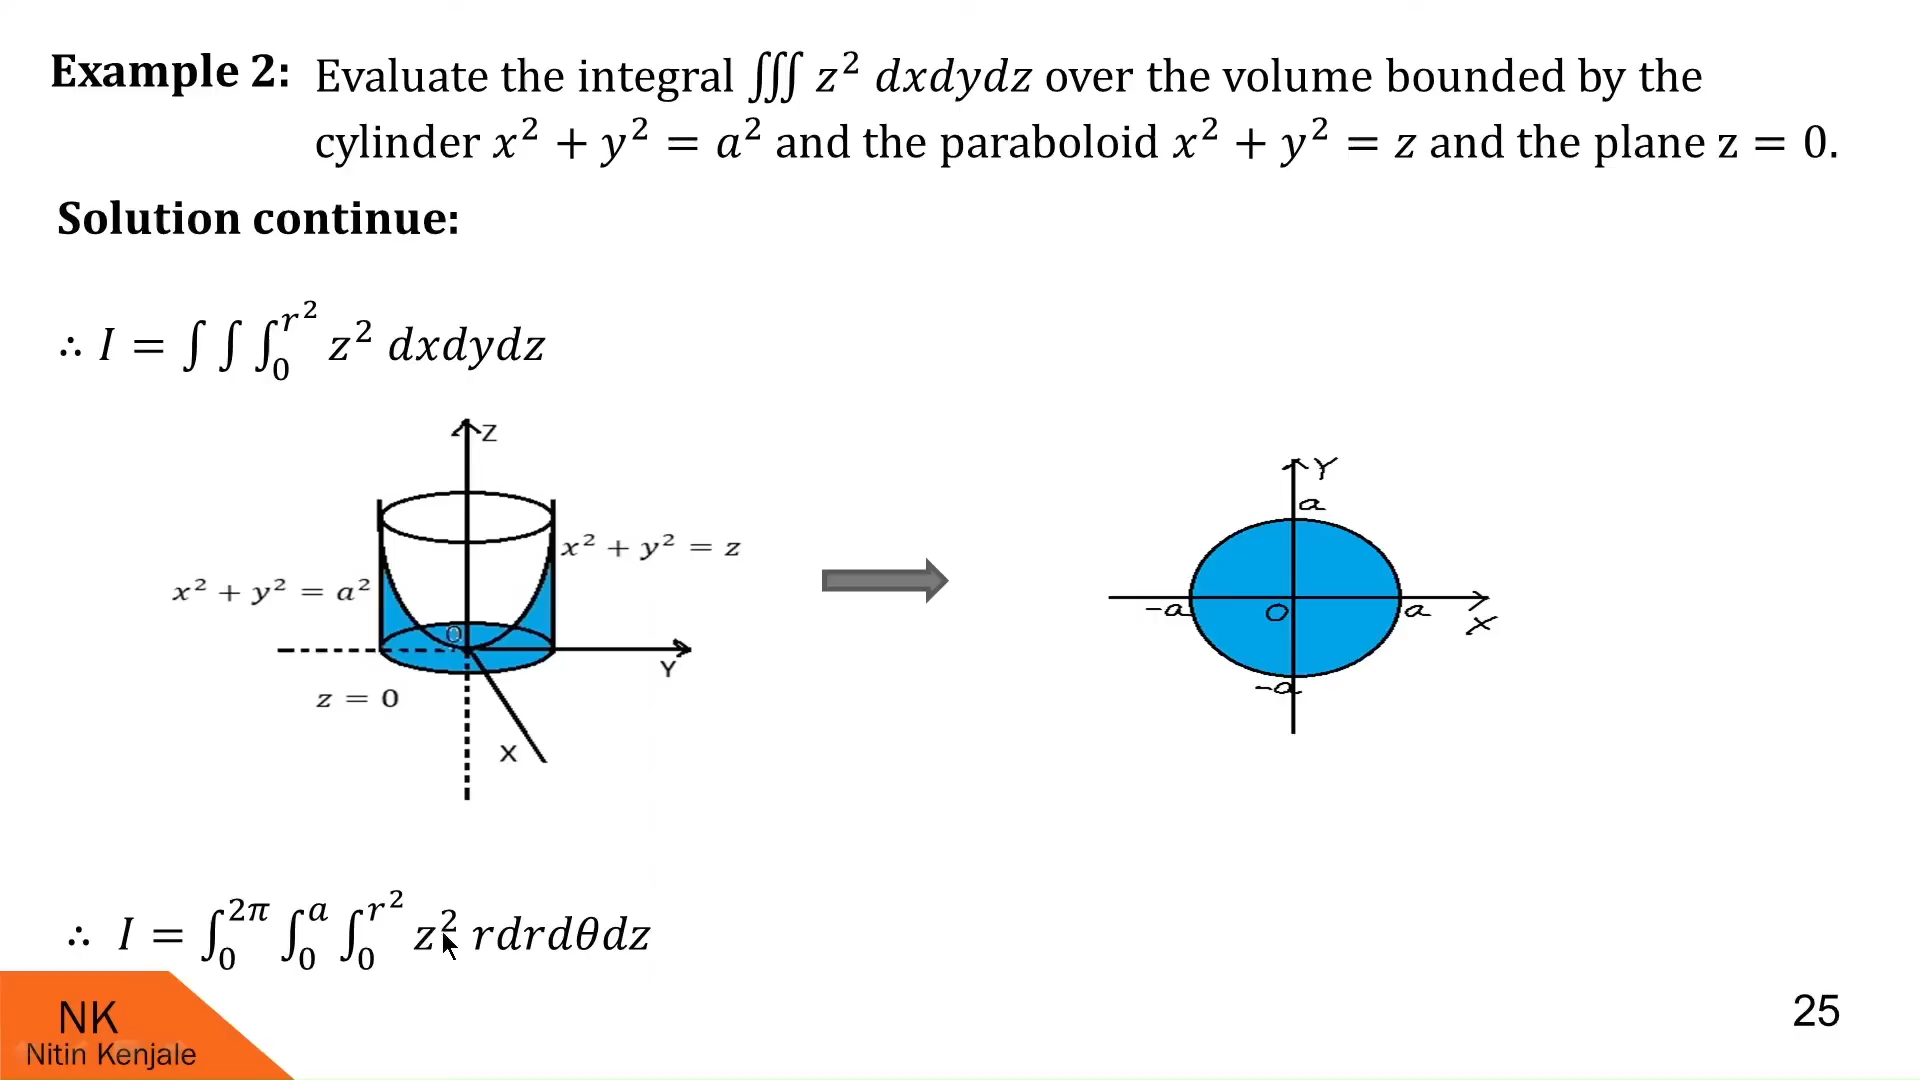 Example 2: Evaluate the integral ∭ z² dxdydz over the volume bounded by the
cylinder x² + y² = a² and the paraboloid x² + y² = z and the plane z = 0.
Solution continue:
∴ I = ∫ ∫ ∫₀^{r²} z² dxdydz
Z
x² + y² = z
x² + y² = a²
O
Y
z = 0
X
Y
a
-a
O
a
X
-a
∴ I = ∫₀^{2π} ∫₀^{a} ∫₀^{r²} z² rdrdθdz
NK
Nitin Kenjale
25